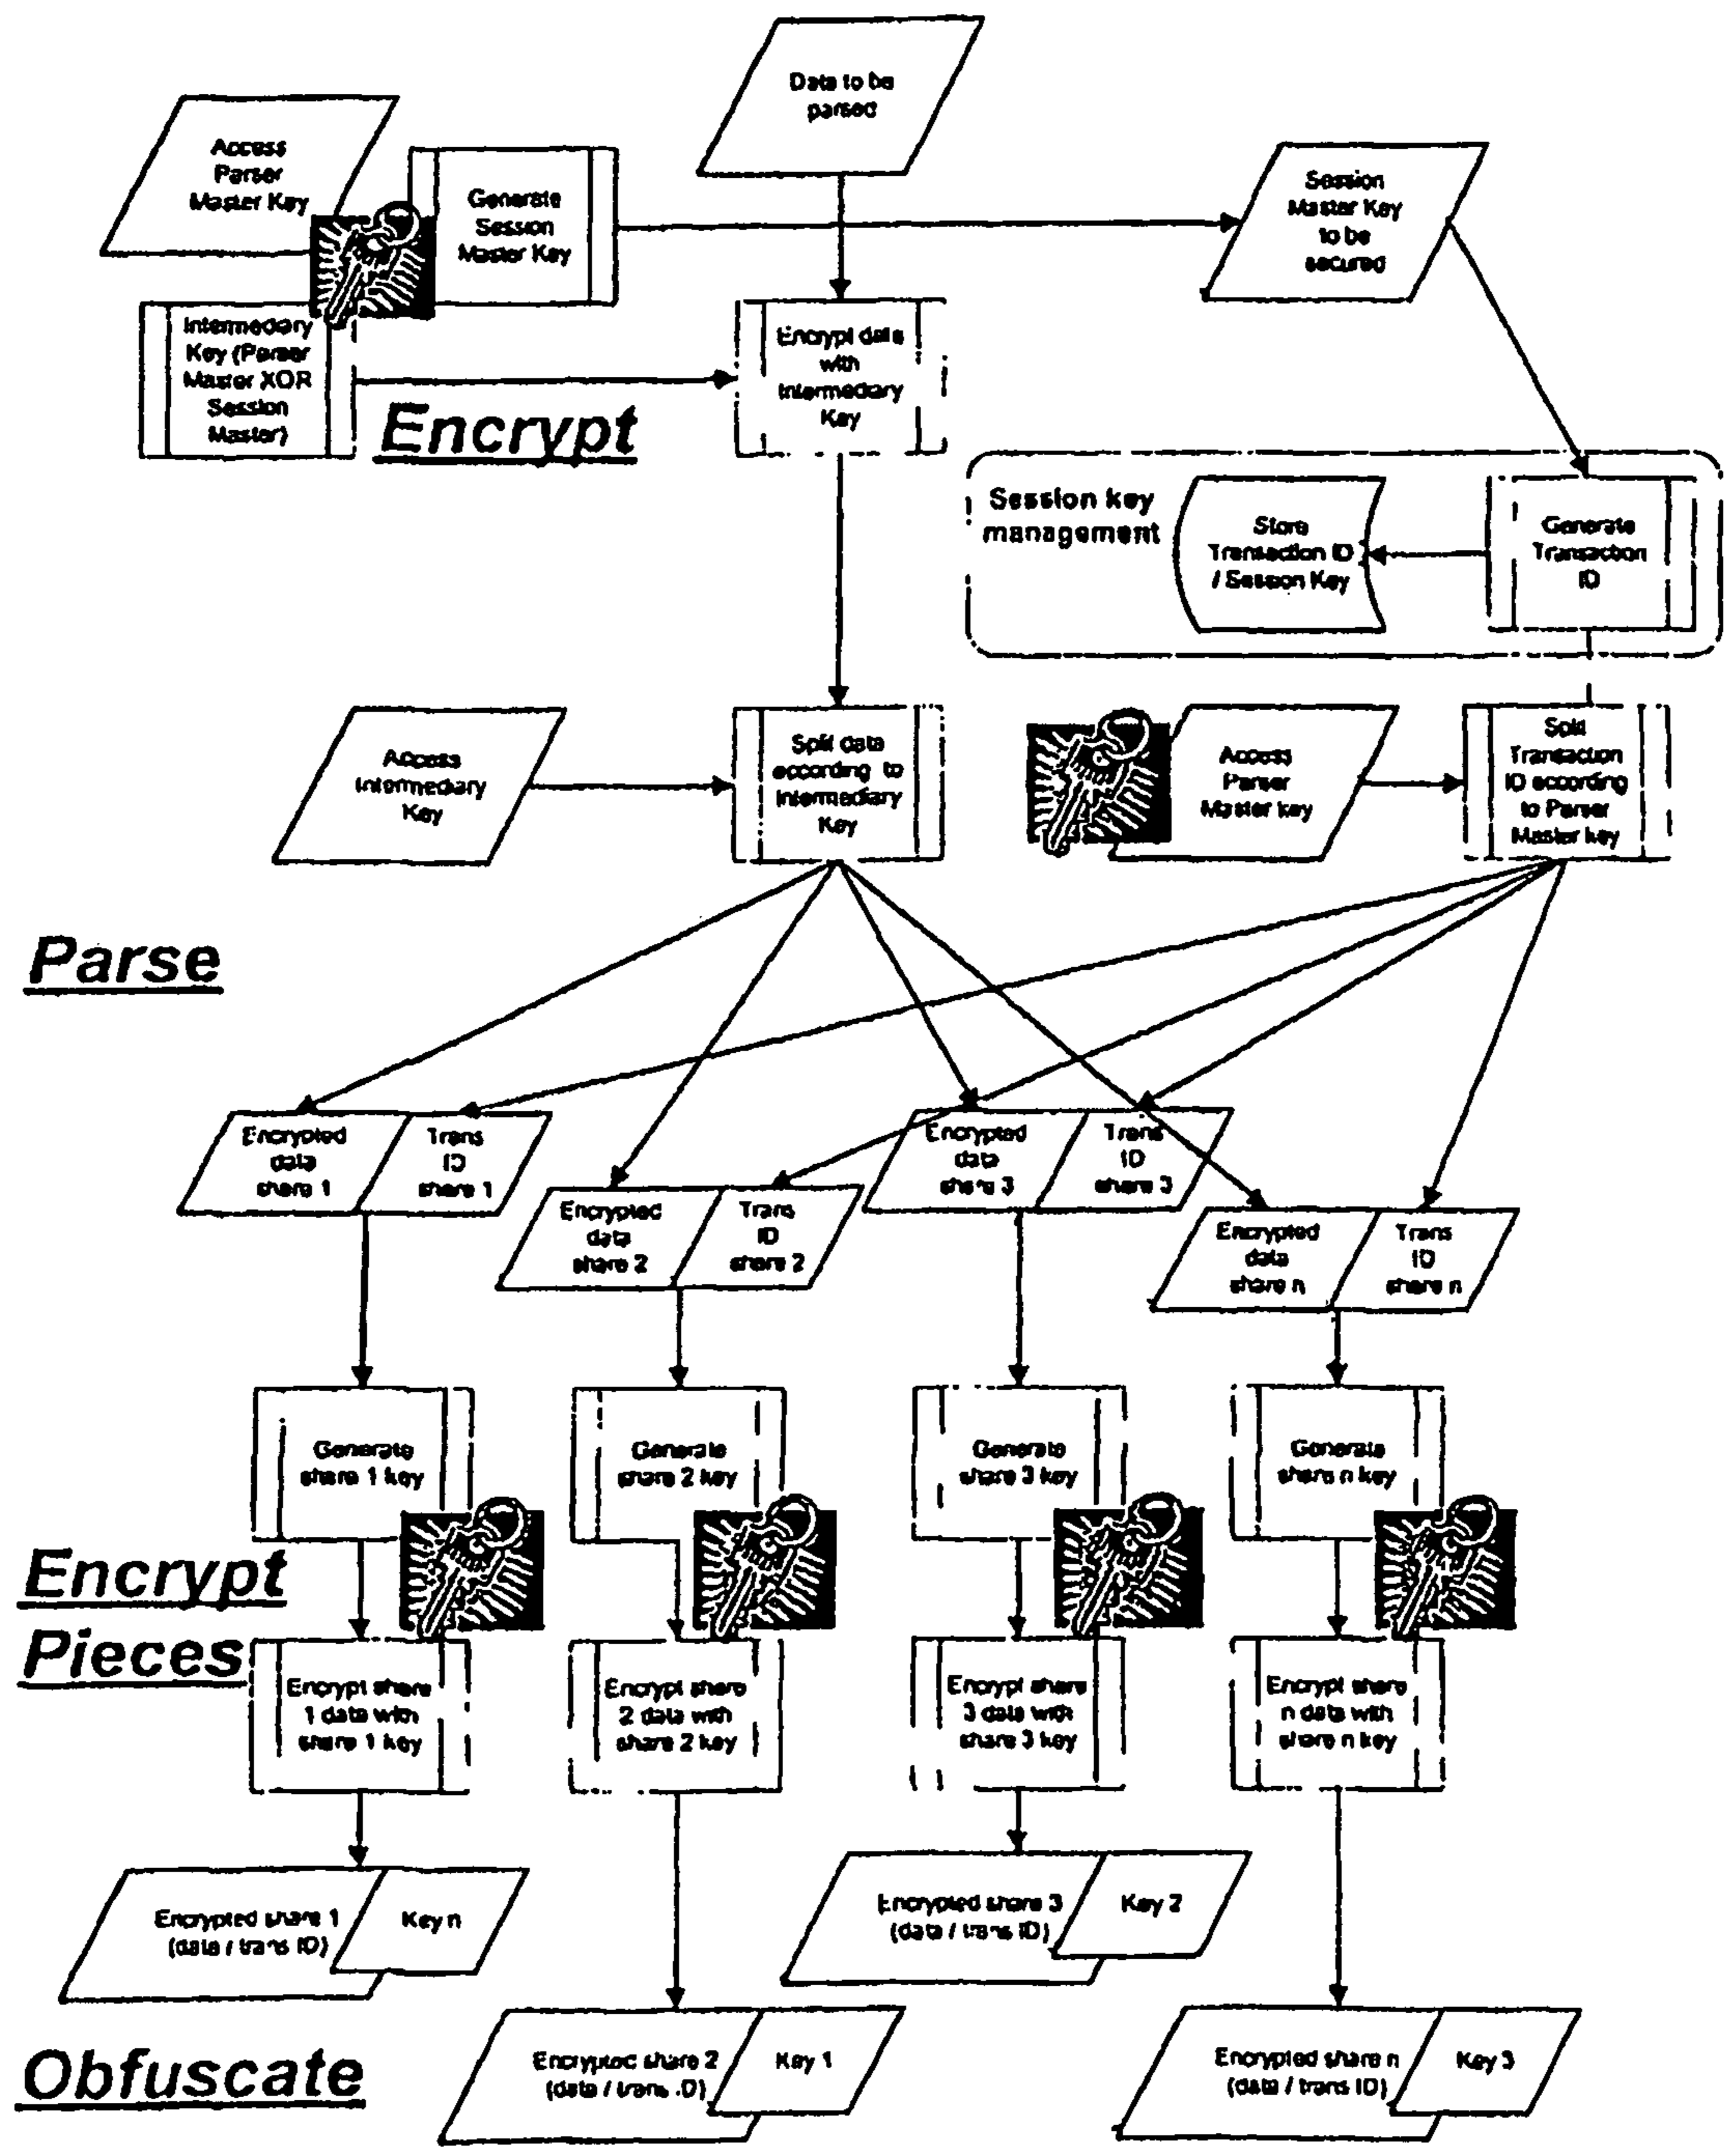 Data to be
parsed
Access
Parser
Master Key
Generate
Session
Master Key
Session
Master Key
to be
secured
Intermediary
Key (Parser
Master XOR
Session
Master)
Encrypt data
with
Intermediary
Key
Encrypt
Session key
management
Store
Transaction ID
/ Session Key
Generate
Transaction
ID
Access
Intermediary
Key
Split data
according to
Intermediary
Key
Access
Parser
Master key
Split
Transaction
ID according
to Parser
Master key
Parse
Encrypted
data
share 1
Trans
ID
share 1
Encrypted
data
share 2
Trans
ID
share 2
Encrypted
data
share 3
Trans
ID
share 3
Encrypted
data
share n
Trans
ID
share n
Generate
share 1 key
Generate
share 2 key
Generate
share 3 key
Generate
share n key
Encrypt
Pieces
Encrypt share
1 data with
share 1 key
Encrypt share
2 data with
share 2 key
Encrypt share
3 data with
share 3 key
Encrypt share
n data with
share n key
Encrypted share 1
(data / trans ID)
Key n
Encrypted share 3
(data / trans ID)
Key 2
Encrypted share 2
(data / trans ID)
Key 1
Encrypted share n
(data / trans ID)
Key 3
Obfuscate